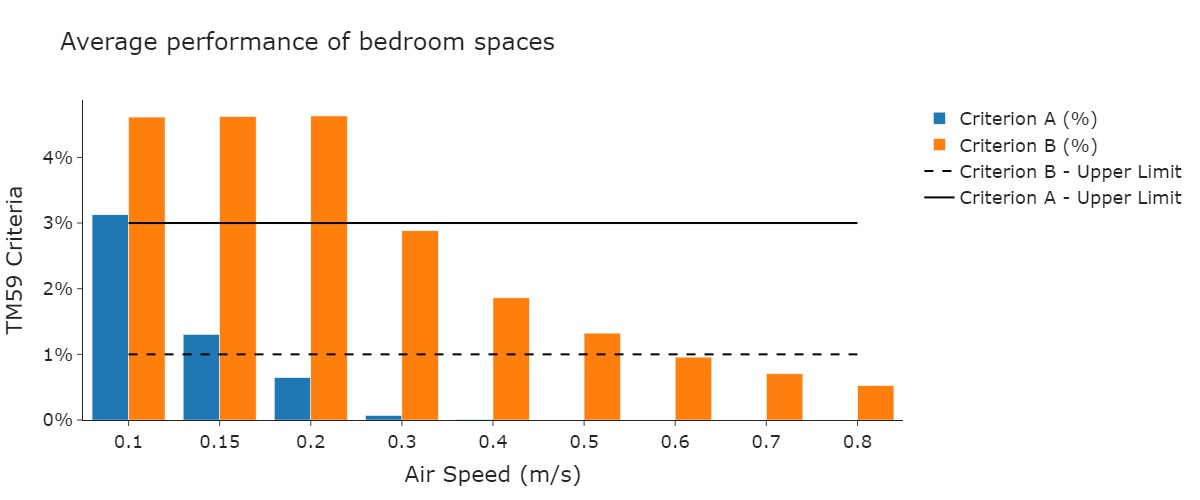 Average performance of bedroom spaces
Criterion A (%)
Criterion B (%)
Criterion B - Upper Limit
Criterion A - Upper Limit
TM59 Criteria
4%
3%
2%
1%
0%
0.1 0.15 0.2 0.3 0.4 0.5 0.6 0.7 0.8
Air Speed (m/s)